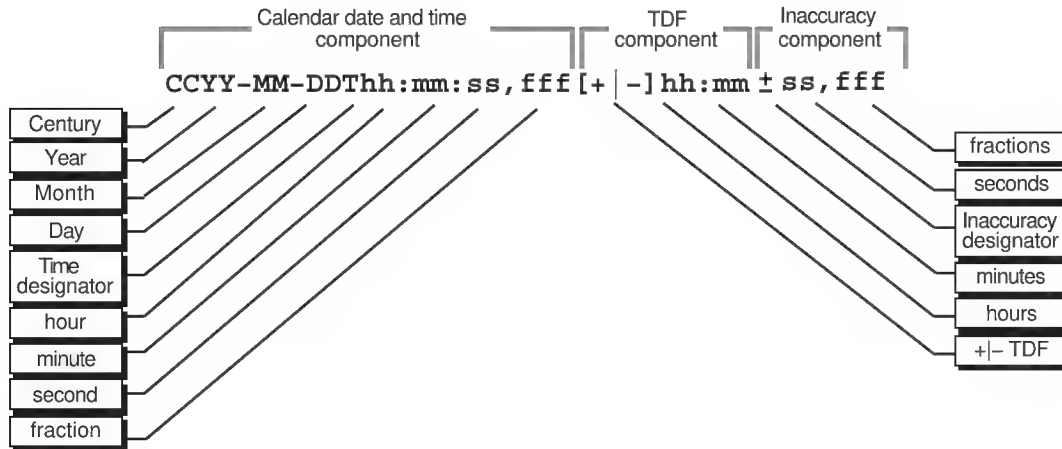 Calendar date and time
component
TDF
component
Inaccuracy
component
CCYY-MM-DDThh:mm:ss,fff[+|-]hh:mm ± ss,fff
Century
Year
Month
Day
Time
designator
hour
minute
second
fraction
fractions
seconds
Inaccuracy
designator
minutes
hours
+|– TDF